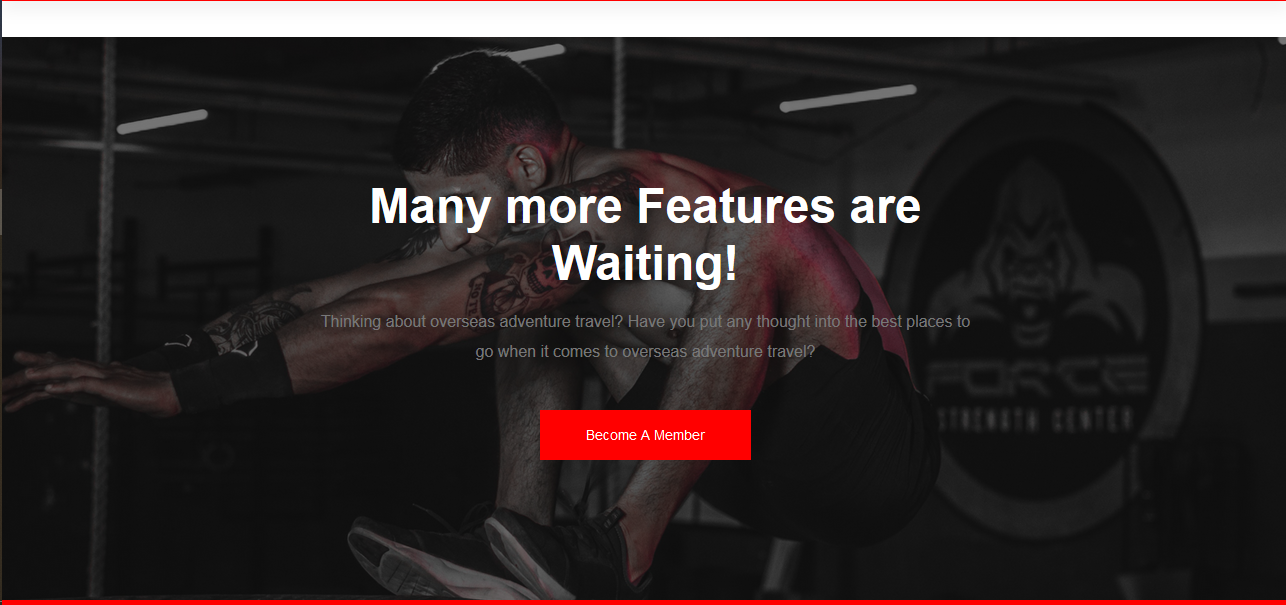 Many more Features are
Waiting!
Thinking about overseas adventure travel? Have you put any thought into the best places to
go when it comes to overseas adventure travel?
Become A Member
FORCE
STRENGTH CENTER